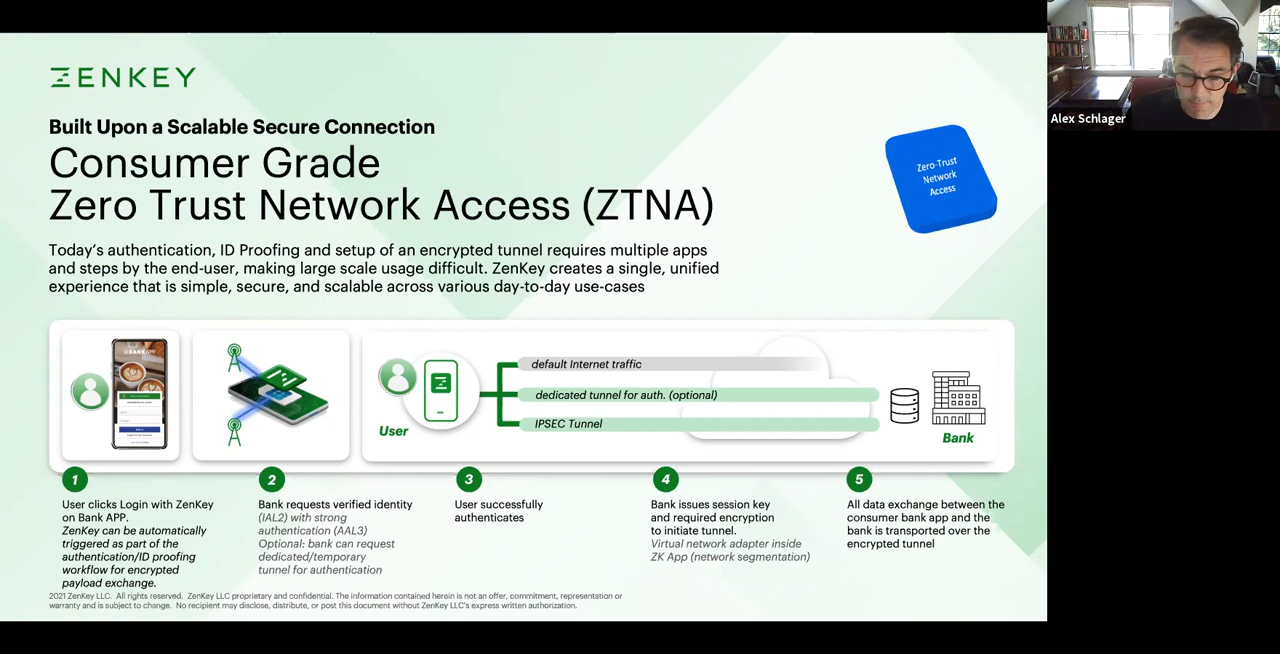 ZENKEY
Alex Schlager
Built Upon a Scalable Secure Connection
Consumer Grade
Zero Trust Network Access (ZTNA)
Zero-Trust
Network
Access
Today's authentication, ID Proofing and setup of an encrypted tunnel requires multiple apps
and steps by the end-user, making large scale usage difficult. ZenKey creates a single, unified
experience that is simple, secure, and scalable across various day-to-day use-cases
default Internet traffic
dedicated tunnel for auth. (optional)
IPSEC Tunnel
User
Bank
1
User clicks Login with ZenKey
on Bank APP.
ZenKey can be automatically
triggered as part of the
authentication/ID proofing
workflow for encrypted
payload exchange.
2
Bank requests verified identity
(IAL2) with strong
authentication (AAL3)
Optional: bank can request
dedicated/temporary
tunnel for authentication
3
User successfully
authenticates
4
Bank issues session key
and required encryption
to initiate tunnel.
Virtual network adapter inside
ZK App (network segmentation)
5
All data exchange between the
consumer bank app and the
bank is transported over the
encrypted tunnel
2021 ZenKey LLC. All rights reserved. ZenKey LLC proprietary and confidential. The information contained herein is not an offer, commitment, representation or
warranty and is subject to change. No recipient may disclose, distribute, or post this document without ZenKey LLC's express written authorization.